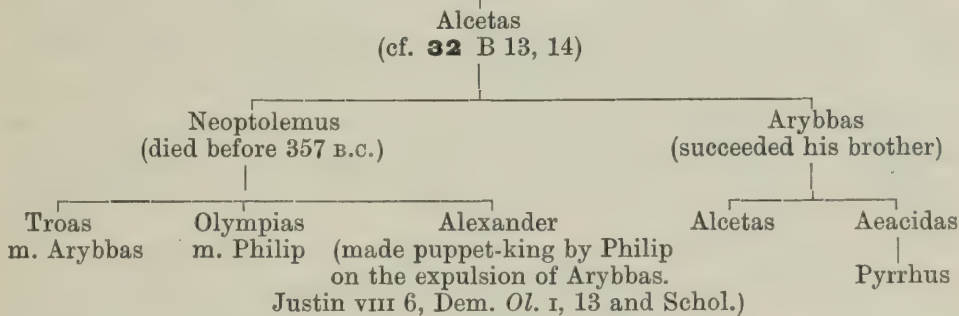 Alcetas
(cf. 32 B 13, 14)
Neoptolemus
(died before 357 B.C.)
Arybbas
(succeeded his brother)
Troas
m. Arybbas
Olympias
m. Philip
Alexander
(made puppet-king by Philip
on the expulsion of Arybbas.
Justin VIII 6, Dem. Ol. I, 13 and Schol.)
Alcetas
Aeacidas
Pyrrhus